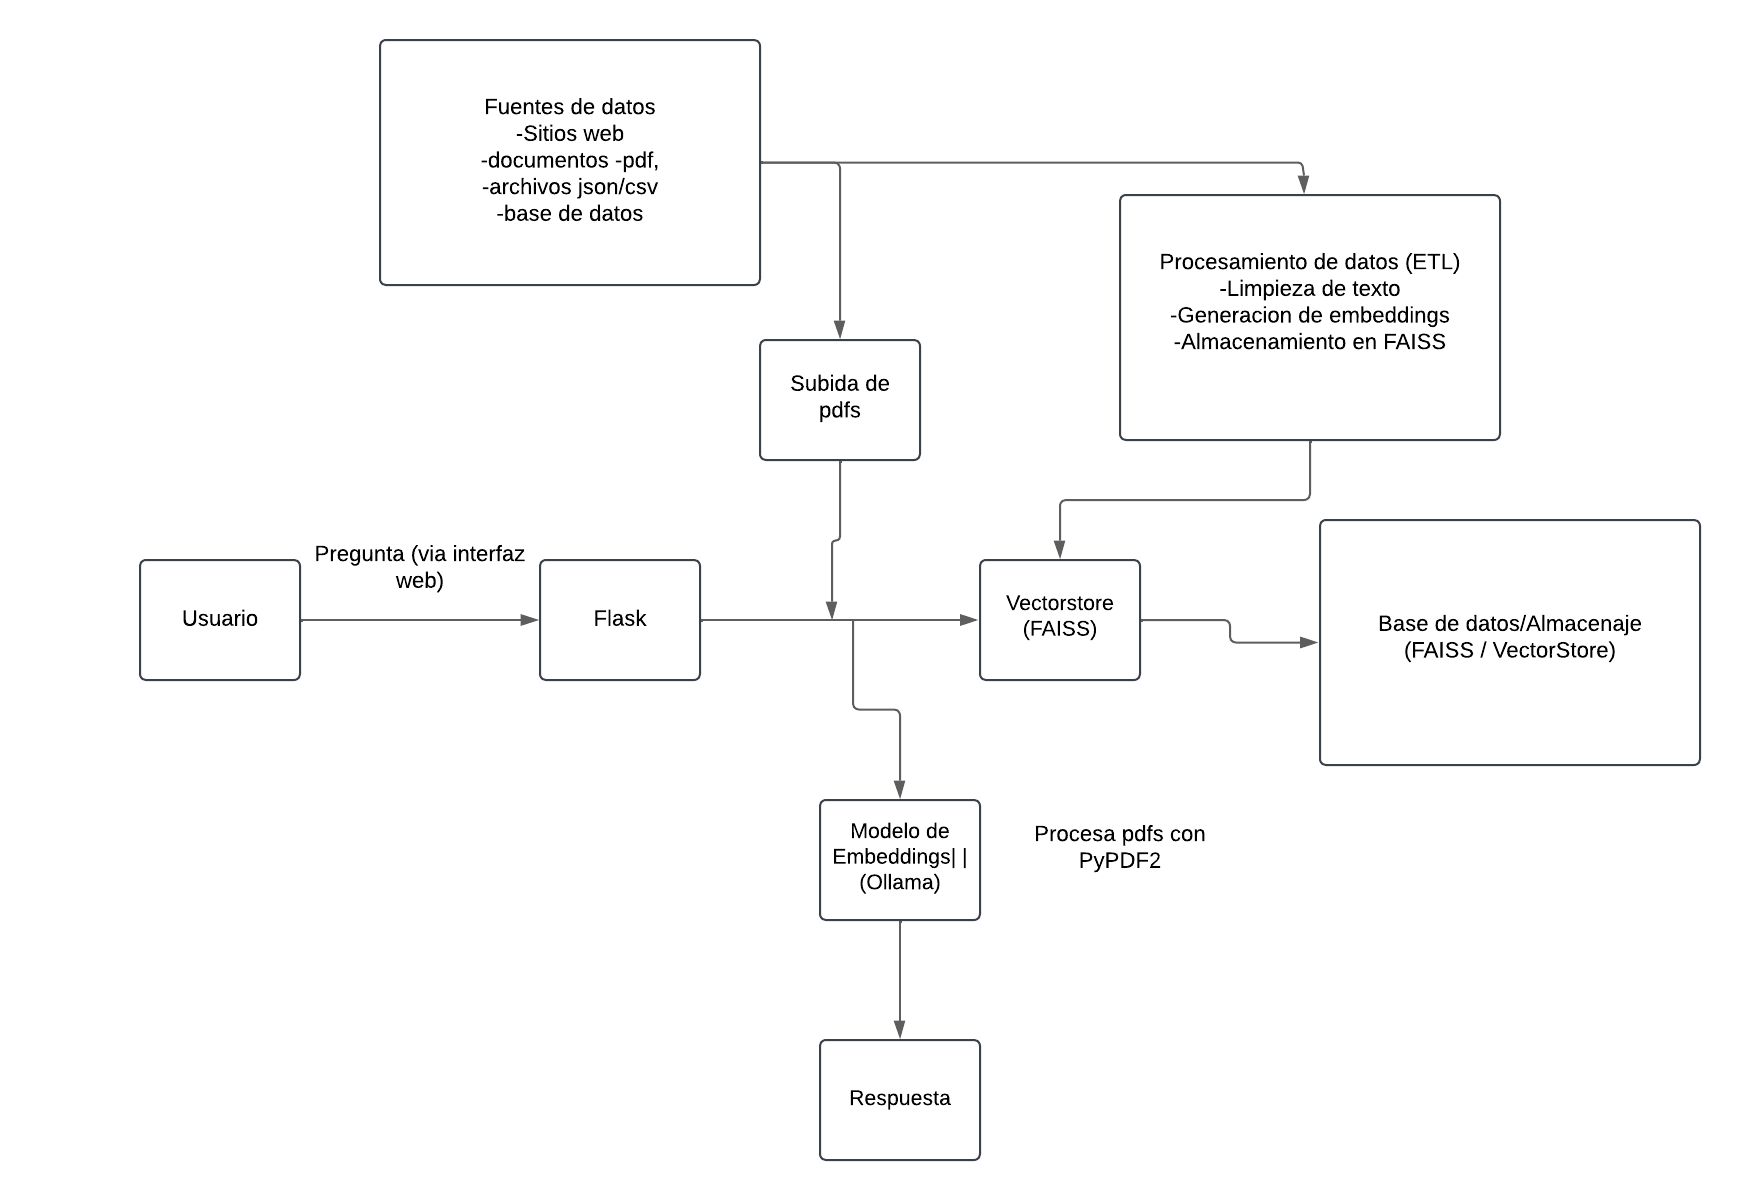 Fuentes de datos
-Sitios web
-documentos -pdf,
-archivos json/csv
-base de datos
Procesamiento de datos (ETL)
-Limpieza de texto
-Generacion de embeddings
-Almacenamiento en FAISS
Subida de
pdfs
Usuario
Pregunta (via interfaz
web)
Flask
Vectorstore
(FAISS)
Base de datos/Almacenaje
(FAISS / VectorStore)
Modelo de
Embeddings| |
(Ollama)
Procesa pdfs con
PyPDF2
Respuesta